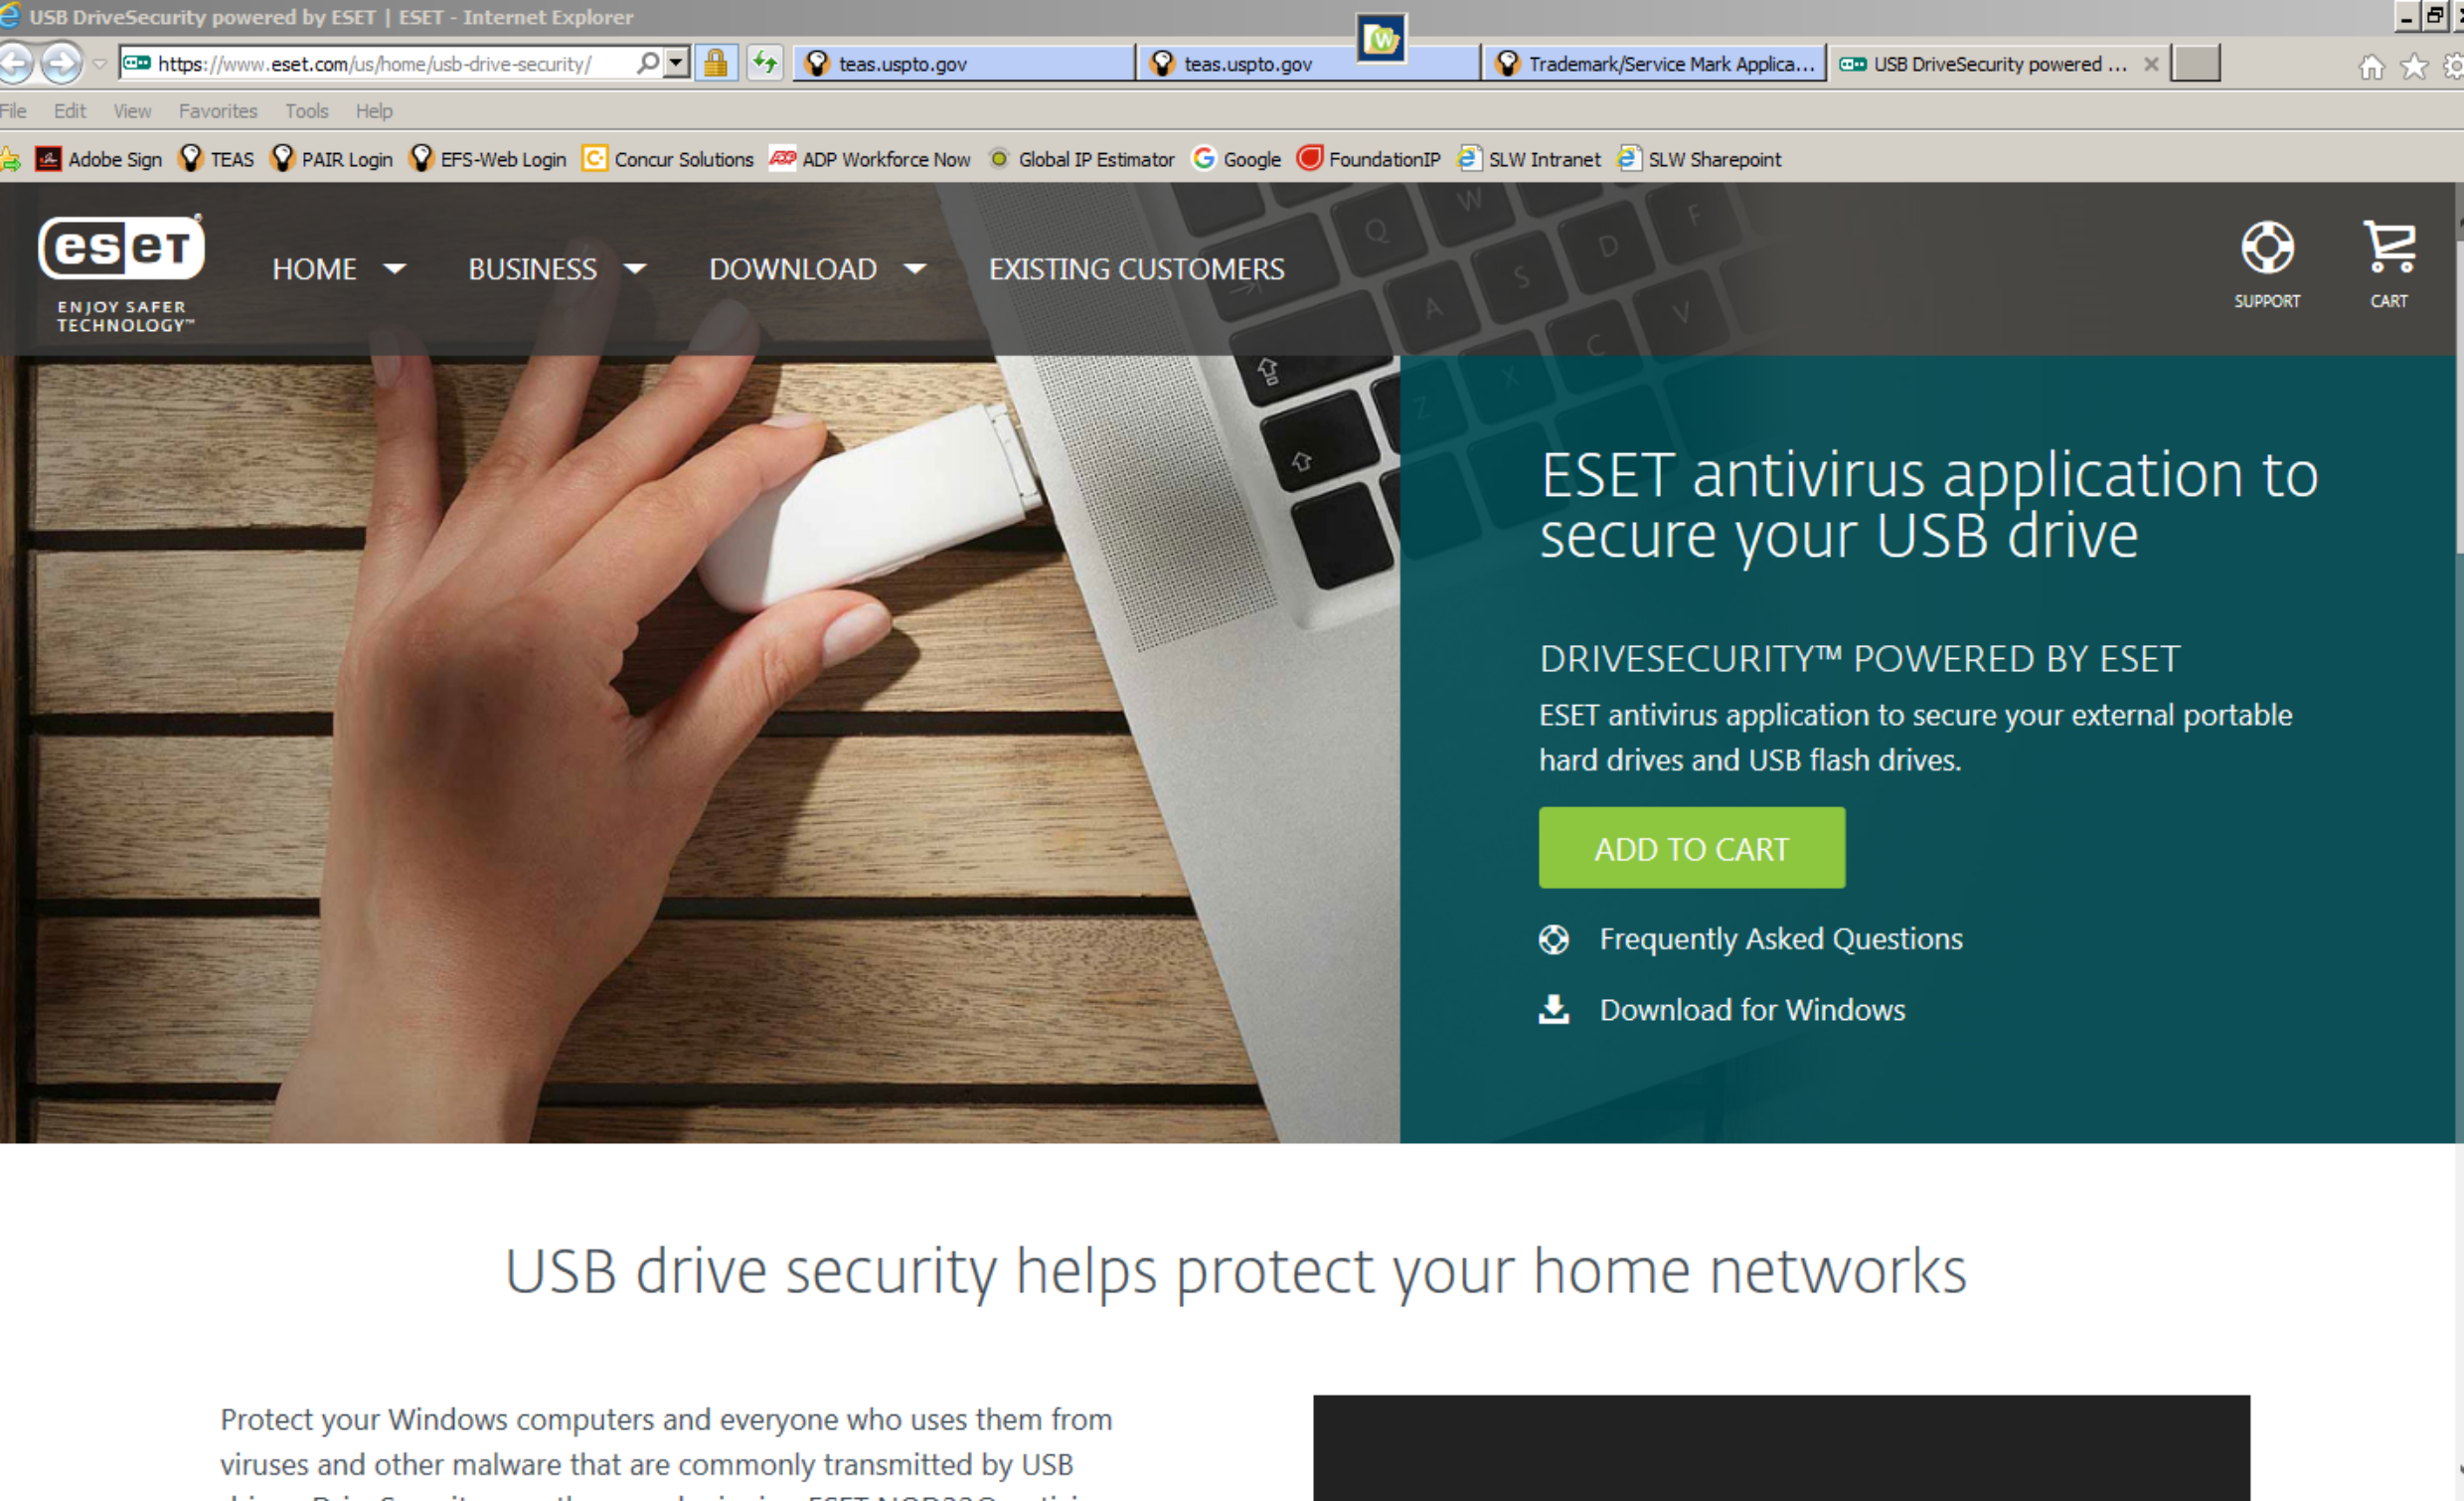 USB DriveSecurity powered by ESET | ESET - Internet Explorer
https://www.eset.com/us/home/usb-drive-security/
teas.uspto.gov
teas.uspto.gov
Trademark/Service Mark Applica...
USB DriveSecurity powered ...
File Edit View Favorites Tools Help
Adobe Sign TEAS PAIR Login EFS-Web Login Concur Solutions ADP Workforce Now Global IP Estimator Google FoundationIP SLW Intranet SLW Sharepoint
eseT®
ENJOY SAFER
TECHNOLOGY™
HOME BUSINESS DOWNLOAD EXISTING CUSTOMERS
SUPPORT CART
Q W F
A S D
Z X C V
ESET antivirus application to
secure your USB drive
DRIVESECURITY™ POWERED BY ESET
ESET antivirus application to secure your external portable
hard drives and USB flash drives.
ADD TO CART
Frequently Asked Questions
Download for Windows
USB drive security helps protect your home networks
Protect your Windows computers and everyone who uses them from
viruses and other malware that are commonly transmitted by USB